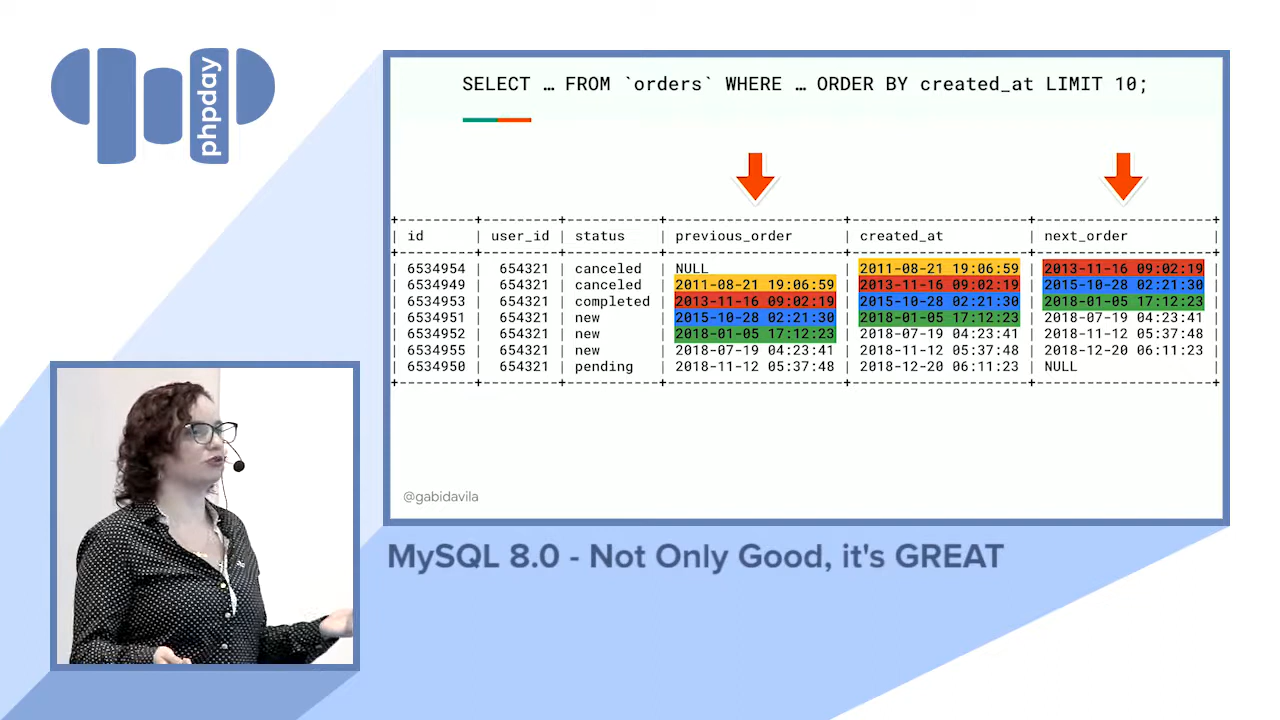 phpday
SELECT … FROM `orders` WHERE … ORDER BY created_at LIMIT 10;
+---------+---------+-----------+---------------------+---------------------+---------------------+
| id | user_id | status | previous_order | created_at | next_order |
+---------+---------+-----------+---------------------+---------------------+---------------------+
| 6534954 | 654321 | canceled | NULL | 2011-08-21 19:06:59 | 2013-11-16 09:02:19 |
| 6534949 | 654321 | canceled | 2011-08-21 19:06:59 | 2013-11-16 09:02:19 | 2015-10-28 02:21:30 |
| 6534953 | 654321 | completed | 2013-11-16 09:02:19 | 2015-10-28 02:21:30 | 2018-01-05 17:12:23 |
| 6534951 | 654321 | new | 2015-10-28 02:21:30 | 2018-01-05 17:12:23 | 2018-07-19 04:23:41 |
| 6534952 | 654321 | new | 2018-01-05 17:12:23 | 2018-07-19 04:23:41 | 2018-11-12 05:37:48 |
| 6534955 | 654321 | new | 2018-07-19 04:23:41 | 2018-11-12 05:37:48 | 2018-12-20 06:11:23 |
| 6534950 | 654321 | pending | 2018-11-12 05:37:48 | 2018-12-20 06:11:23 | NULL |
+---------+---------+-----------+---------------------+---------------------+---------------------+
@gabidavila
MySQL 8.0 - Not Only Good, it's GREAT